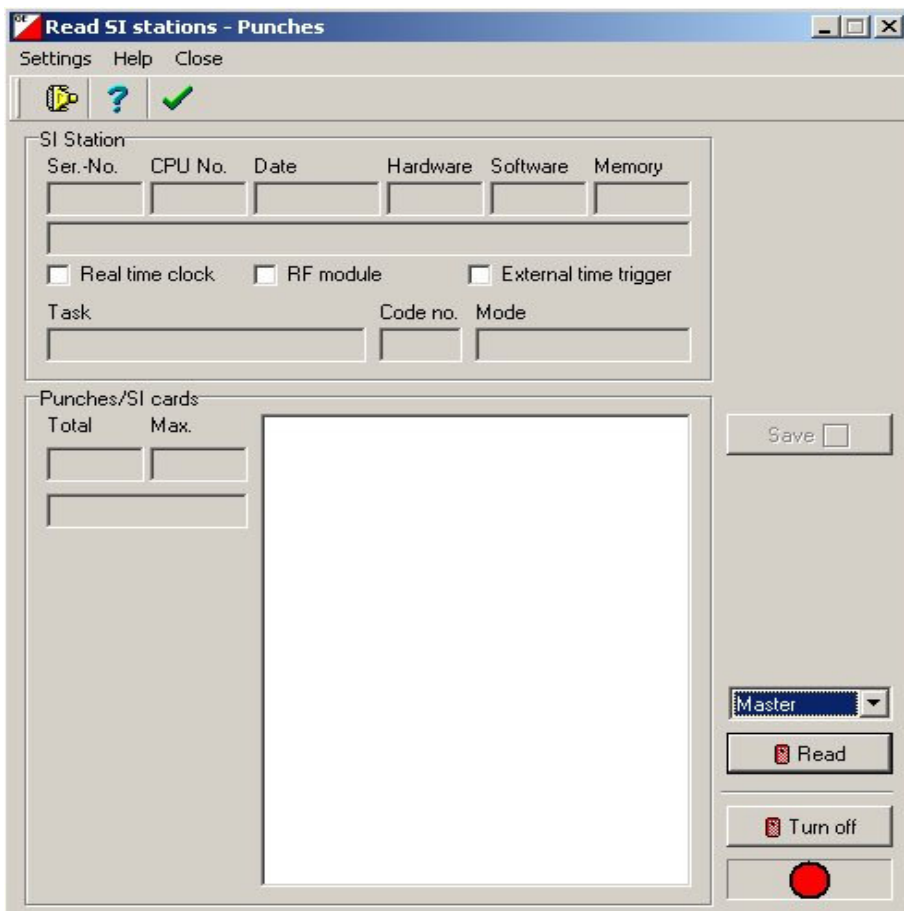 OE Read SI stations - Punches
Settings Help Close
SI Station
Ser.-No. CPU No. Date Hardware Software Memory
Real time clock RF module External time trigger
Task Code no. Mode
Punches/SI cards
Total Max.
Save
Master
Read
Turn off